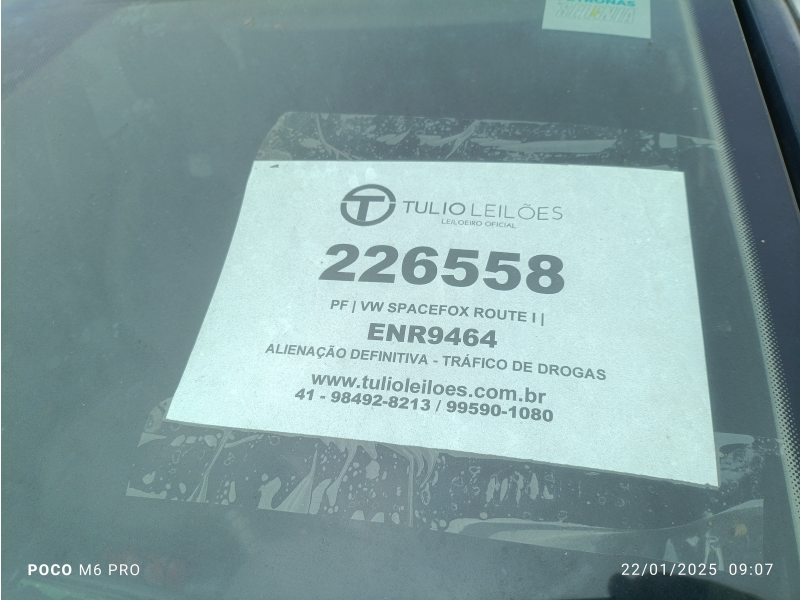 PETRONAS
TULIO LEILÕES
LEILOEIRO OFICIAL
226558
PF | VW SPACEFOX ROUTE I |
ENR9464
ALIENAÇÃO DEFINITIVA - TRÁFICO DE DROGAS
www.tulioleiloes.com.br
41 - 98492-8213 / 99590-1080
POCO M6 PRO
22/01/2025 09:07